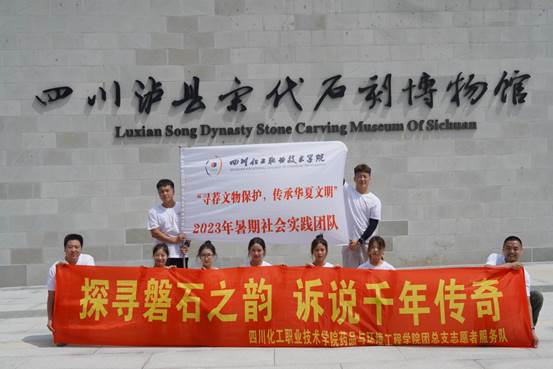 四川泸县宋代石刻博物馆
Luxian Song Dynasty Stone Carving Museum Of Sichuan
四川化工职业技术学院
“寻荐文物保护，传承华夏文明”
2023年暑期社会实践团队
探寻磐石之韵 诉说千年传奇
四川化工职业技术学院药品与环境工程学院团总支志愿者服务队